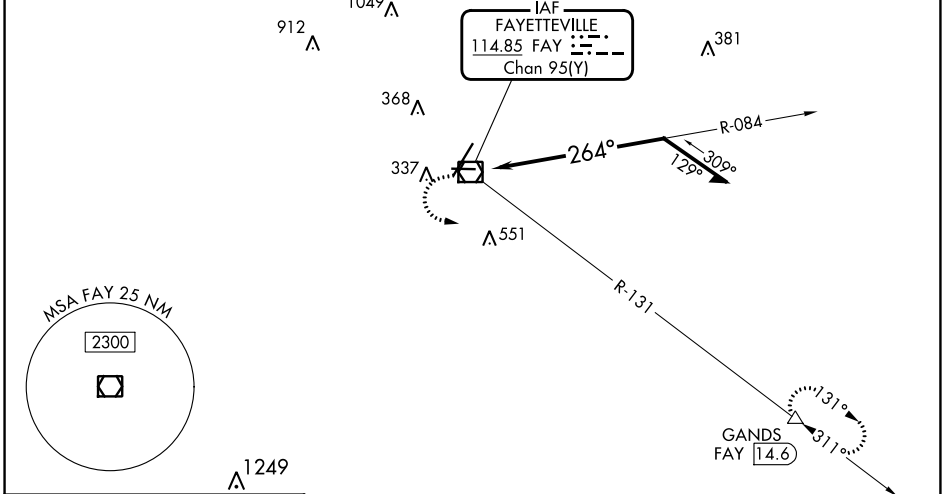 1049
912
IAF
FAYETTEVILLE
114.85 FAY
Chan 95(Y)
381
368
R-084
264°
309°
129°
337
551
R-131
MSA FAY 25 NM
2300
131°
GANDS
FAY 14.6
311°
1249